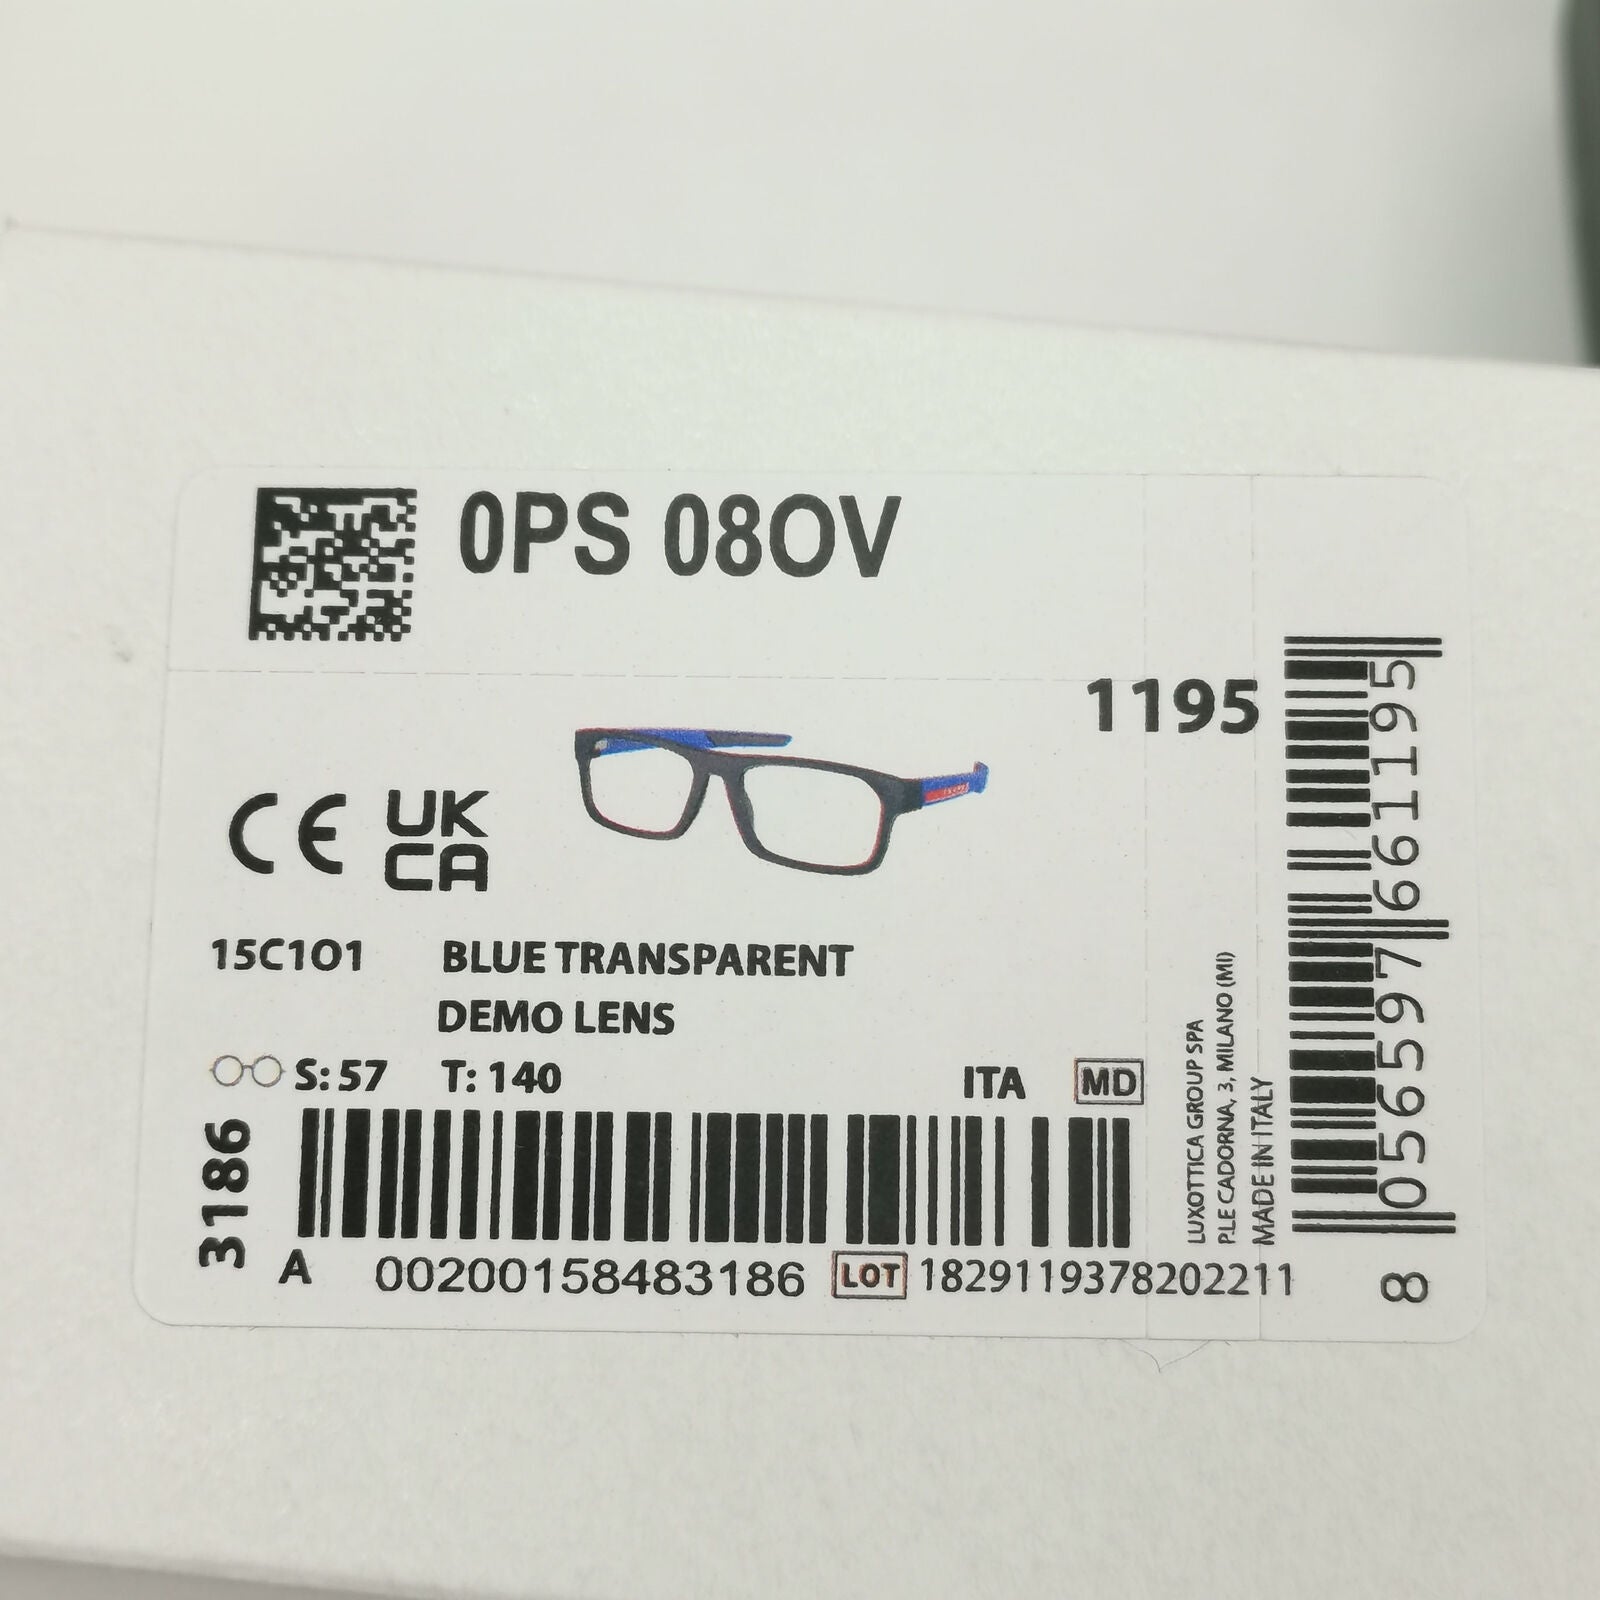 0PS 08OV
1195
CE
UK
CA
15C1O1 BLUE TRANSPARENT
DEMO LENS
S: 57 T: 140 ITA MD
3186
A 00200158483186 LOT 1829119378202211
LUXOTTICA GROUP SPA
P.LE CADORNA, 3, MILANO (MI)
MADE IN ITALY
8 056597 661195